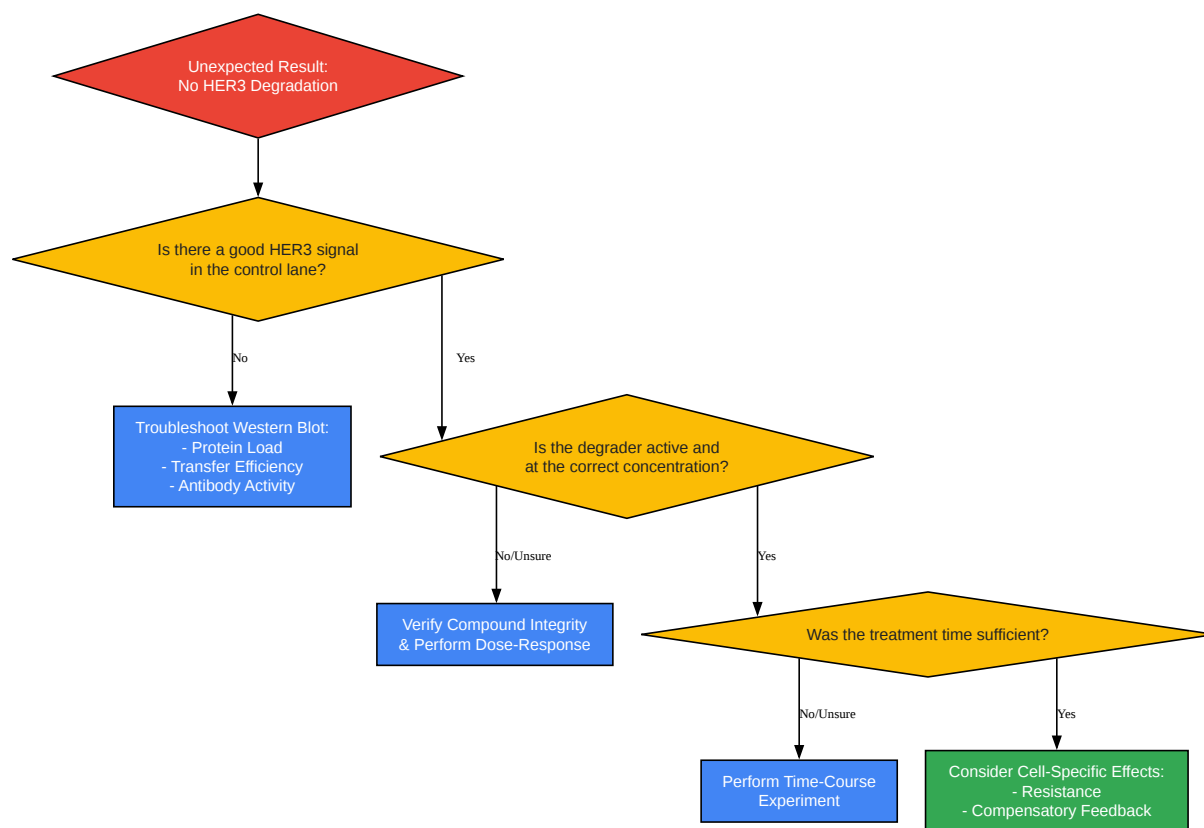 Unexpected Result:
No HER3 Degradation
Is there a good HER3 signal
in the control lane?
No
Yes
Troubleshoot Western Blot:
- Protein Load
- Transfer Efficiency
- Antibody Activity
Is the degrader active and
at the correct concentration?
No/Unsure
Yes
Verify Compound Integrity
& Perform Dose-Response
Was the treatment time sufficient?
No/Unsure
Yes
Perform Time-Course
Experiment
Consider Cell-Specific Effects:
- Resistance
- Compensatory Feedback